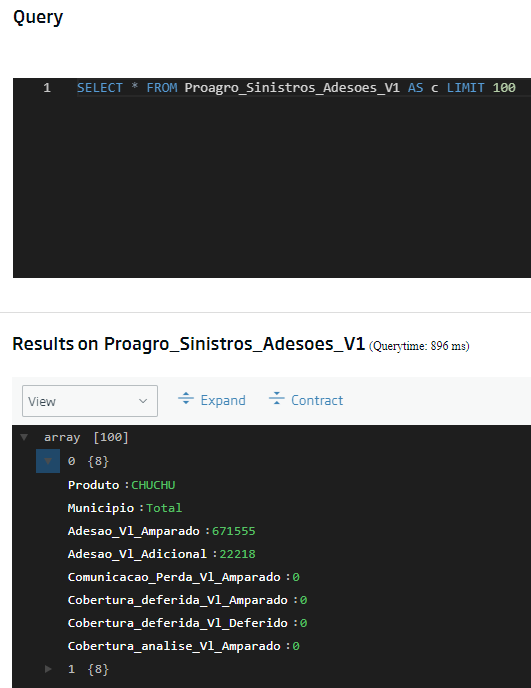 Query
1 SELECT * FROM Proagro_Sinistros_Adesoes_V1 AS c LIMIT 100
Results on Proagro_Sinistros_Adesoes_V1 (Querytime: 896 ms)
View Expand Contract
array [100]
0 {8}
Produto :CHUCHU
Municipio :Total
Adesao_Vl_Amparado :671555
Adesao_Vl_Adicional :22218
Comunicacao_Perda_Vl_Amparado :0
Cobertura_deferida_Vl_Amparado :0
Cobertura_deferida_Vl_Deferido :0
Cobertura_analise_Vl_Amparado :0
1 {8}